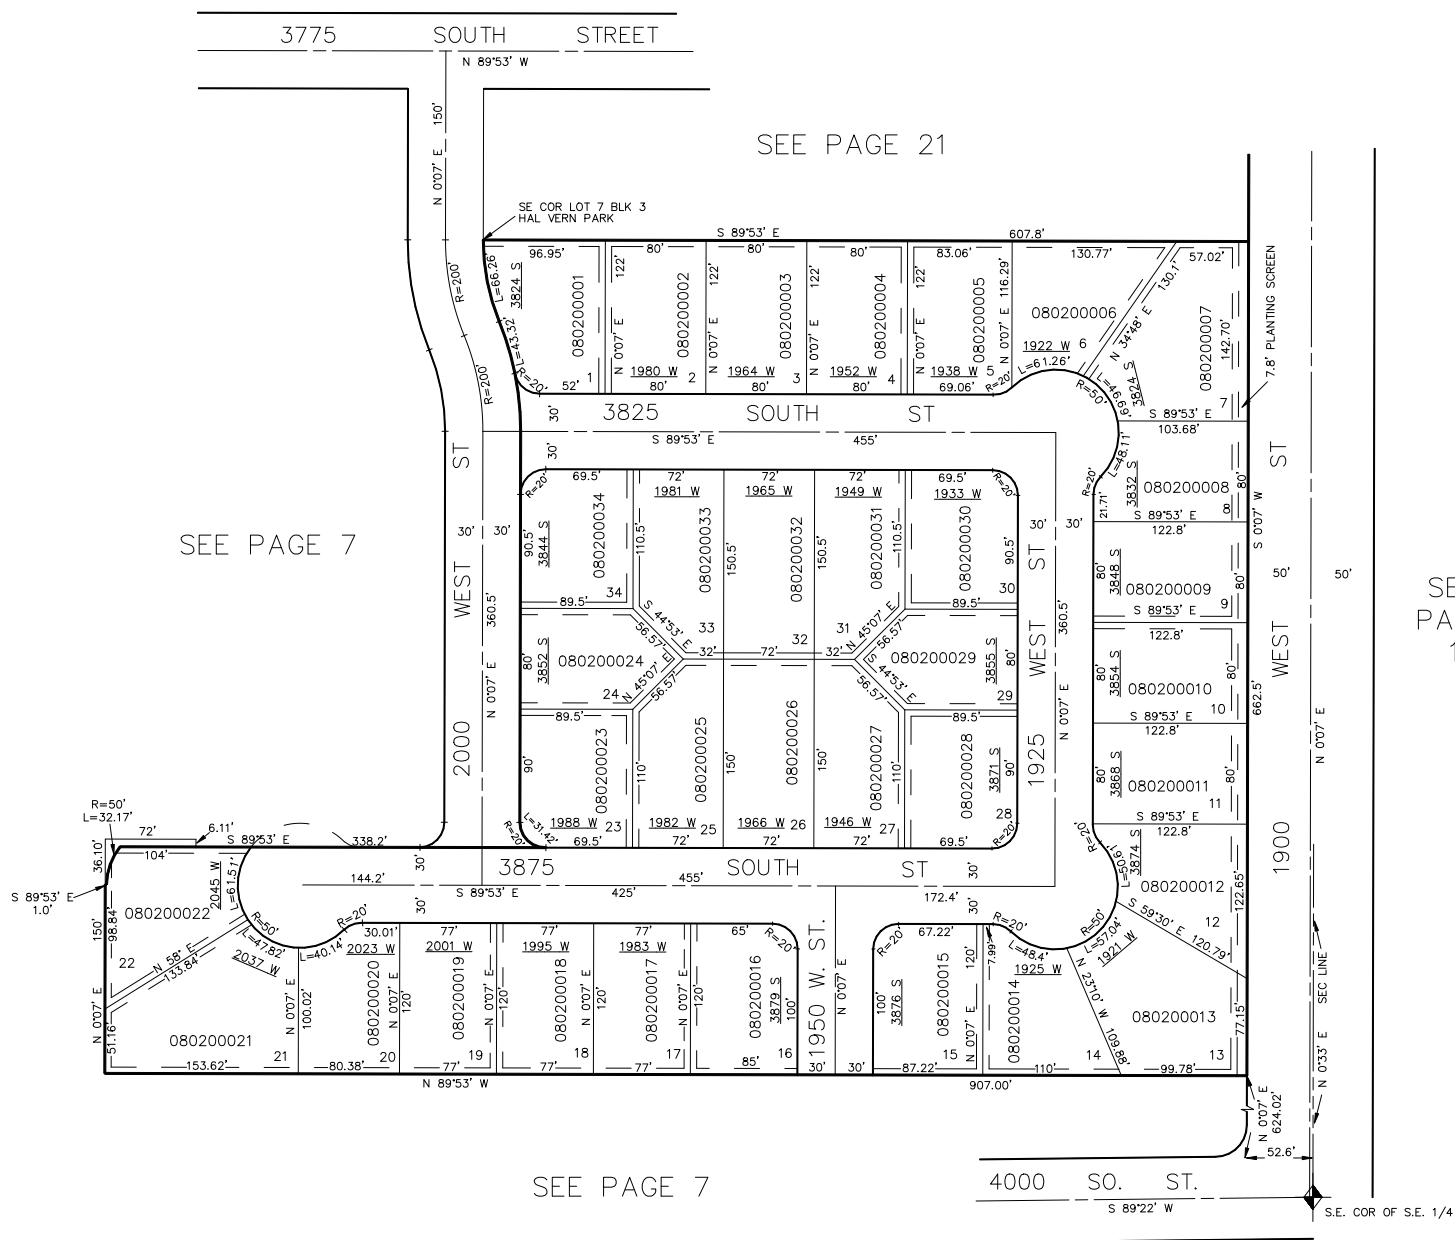 3775 SOUTH STREET
N 89°53' W
N 0°07' E 150'
SEE PAGE 21
SE COR LOT 7 BLK 3
HAL VERN PARK
S 89°53' E 607.8'
96.95' 80' 80' 80' 83.06' 130.77' 57.02'
R=200' L=66.26' 3824 S 080200001
L=43.32' R=200' R=20' 52' 1
122' N 0°07' E 080200002 1980 W 2 80'
122' N 0°07' E 080200003 1964 W 3 80'
122' N 0°07' E 080200004 1952 W 4 80'
122' N 0°07' E 080200005 1938 W 5 69.06'
116.29' N 0°07' E 080200006 1922 W 6
R=20' L=61.26' R=50'
130.1' N 34°48' E
080200007 142.70' 7
L=46.69' 3824 S
7.8' PLANTING SCREEN
S 89°53' E
103.68'
30' 3825 SOUTH ST
S 89°53' E 455'
30'
L=48.11' R=20' 21.71' 3832 S 080200008 8 80'
S 89°53' E
122.8'
80' 3848 S 080200009 9 80'
S 89°53' E
122.8'
80' 3854 S 080200010 10 80'
S 89°53' E
122.8'
80' 3868 S 080200011 11 80'
S 89°53' E
122.8'
S 0°07' W 662.5'
1900 WEST ST
50' 50'
N 0°07' E
SEE PAGE 7
2000 WEST ST
30' 30'
N 0°07' E 360.5'
R=20' 69.5' 72' 72' 72' 69.5' R=20'
1981 W 1965 W 1949 W 1933 W
90.5' 3844 S 080200034 34 110.5'
080200033 33 150.5'
080200032 32 150.5'
080200031 31 110.5'
080200030 30 90.5'
89.5' 89.5'
S 44°53' E 56.57' N 45°07' E 56.57'
32' 72' 32'
80' 3852 S 080200024 24
N 45°07' E 56.57' S 44°53' E 56.57'
080200029 3855 S 29 80'
89.5' 89.5'
90' 080200023 23 1988 W 110'
080200025 25 1982 W 150'
080200026 26 1966 W 150'
080200027 27 1946 W 110'
080200028 28 3871 S 90'
L=31.42' R=20' 69.5' 72' 72' 72' 69.5' R=20'
1925 WEST ST
30' 30'
N 0°07' E 360.5'
R=50'
L=32.17'
72' 6.11'
S 89°53' E 338.2'
104'
36.10'
S 89°53' E
1.0'
30' 3875 SOUTH ST 30'
144.2' S 89°53' E 425' 455' 172.4'
30' 30'
R=20' L=50.61' 3874 S 080200012 12 122.65'
S 59°30' E 120.79'
R=50' L=57.04' 1921 W
150' 98.84' 080200022 22 2045 W L=61.51'
N 58° E
133.84'
R=50' L=47.82' 2037 W
N 0°07' E 51.16' 080200021 21 153.62'
L=40.14' R=20' 30.01' 2023 W
N 0°07' E 100.02' 080200020 20 80.38'
77' 2001 W 120' N 0°07' E 080200019 19 77'
77' 1995 W 120' N 0°07' E 080200018 18 77'
77' 1983 W 120' N 0°07' E 080200017 17 77'
65' R=20' 120' N 0°07' E 080200016 3879 S 100' 16 85'
1950 W. ST.
N 0°07' E
30' 30'
R=20' 67.22' 100' 3876 S 080200015 15 87.22'
120' N 0°07' E
7.99' R=20' L=48.4' 1925 W 080200014 14 110'
N 23°10' W 109.88'
080200013 13 99.78' 77.15'
N 89°53' W 907.00'
N 0°07' E
624.02'
52.6'
N 0°33' E SEC LINE
SEE PAGE 7
4000 SO. ST.
S 89°22' W
S.E. COR OF S.E. 1/4